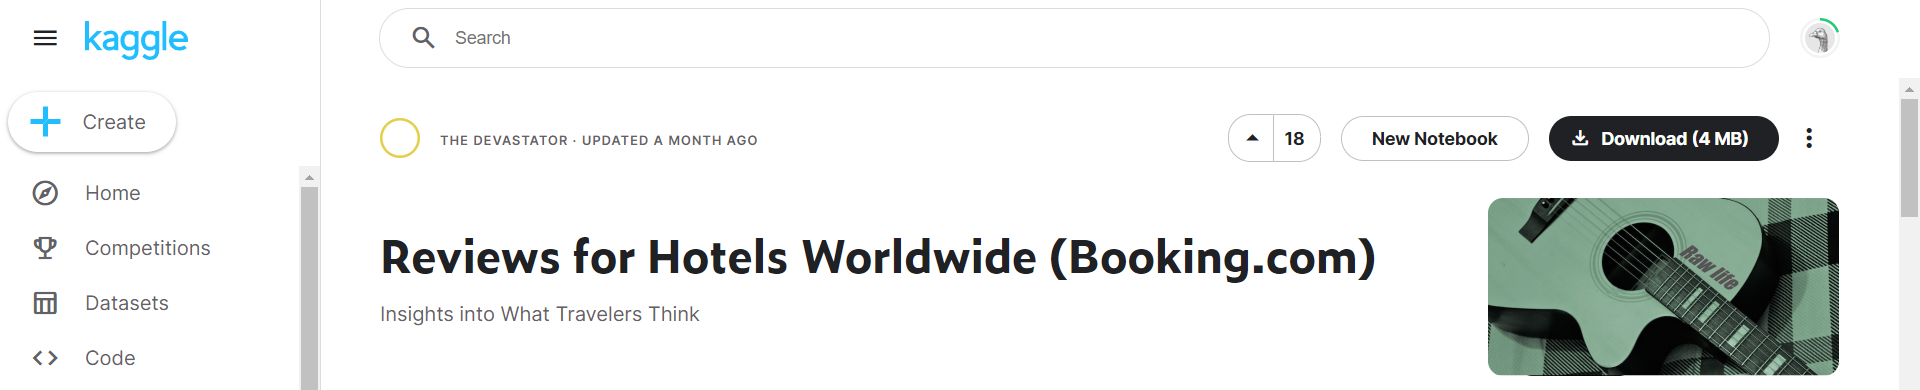 kaggle
Search
Create
THE DEVASTATOR · UPDATED A MONTH AGO
18
New Notebook
Download (4 MB)
Home
Competitions
Datasets
Code
Reviews for Hotels Worldwide (Booking.com)
Insights into What Travelers Think
Raw life